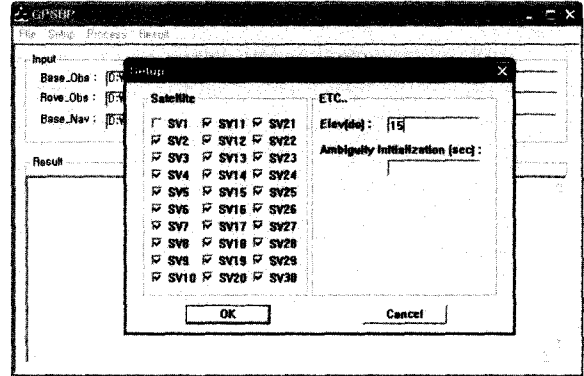 GPSBP
File Setup Process Result
Input
Base_Obs : D:
Rove_Obs : D:
Base_Nav : D:
Result
Setup
Satellite
SV1 SV11 SV21
SV2 SV12 SV22
SV3 SV13 SV23
SV4 SV14 SV24
SV5 SV15 SV25
SV6 SV16 SV26
SV7 SV17 SV27
SV8 SV18 SV28
SV9 SV19 SV29
SV10 SV20 SV30
ETC..
Elev(de) : 15
Ambiguity Initialization (sec) :
OK Cancel